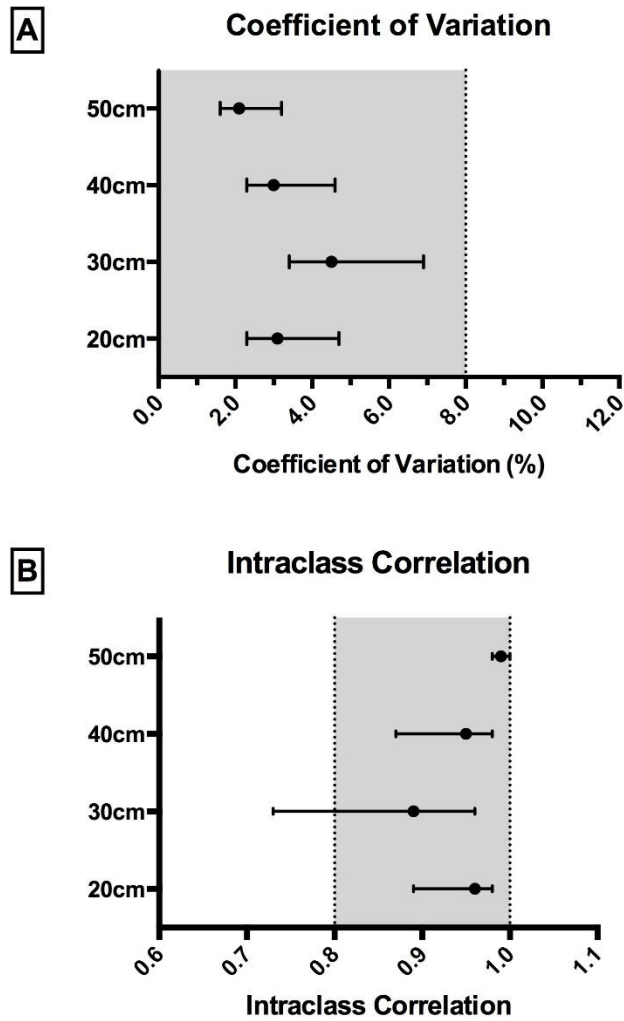 A
Coefficient of Variation
50cm
40cm
30cm
20cm
0.0 2.0 4.0 6.0 8.0 10.0 12.0
Coefficient of Variation (%)
B
Intraclass Correlation
50cm
40cm
30cm
20cm
0.6 0.7 0.8 0.9 1.0 1.1
Intraclass Correlation